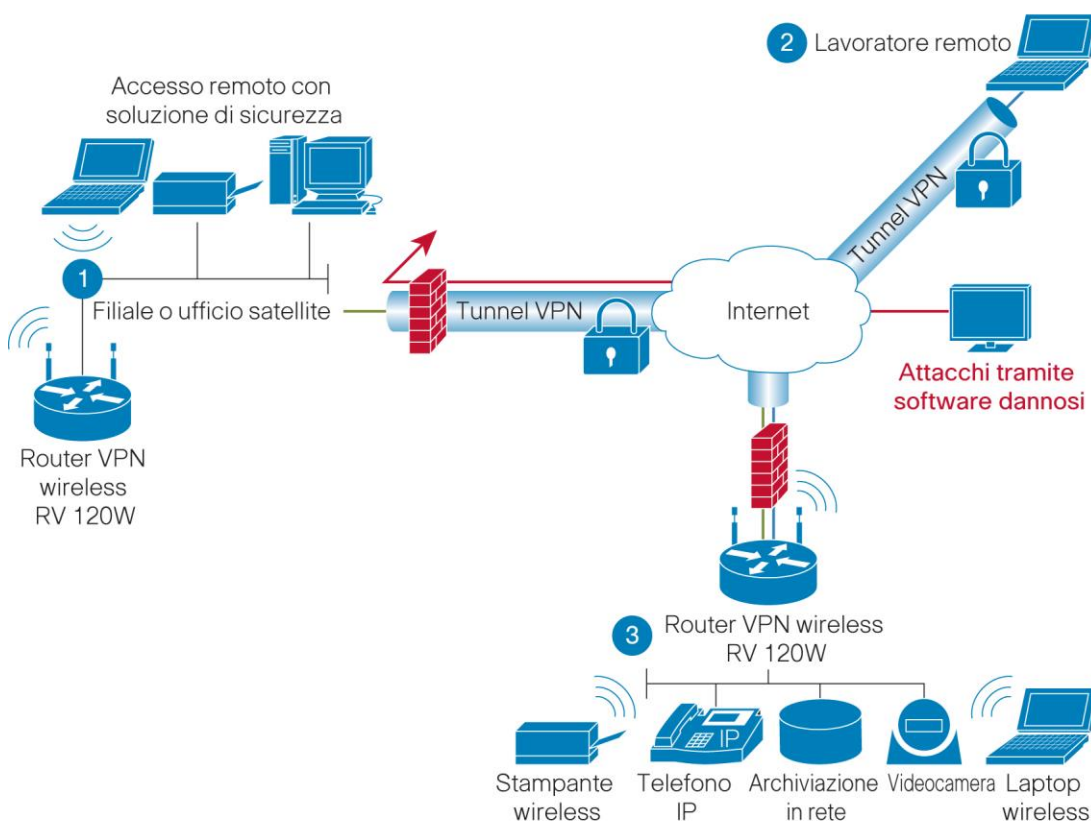 2 Lavoratore remoto
Accesso remoto con
soluzione di sicurezza
Tunnel VPN
1
Filiale o ufficio satellite
Tunnel VPN
Internet
Attacchi tramite
software dannosi
Router VPN
wireless
RV 120W
3
Router VPN wireless
RV 120W
IP
Stampante
wireless
Telefono
IP
Archiviazione
in rete
Videocamera
Laptop
wireless